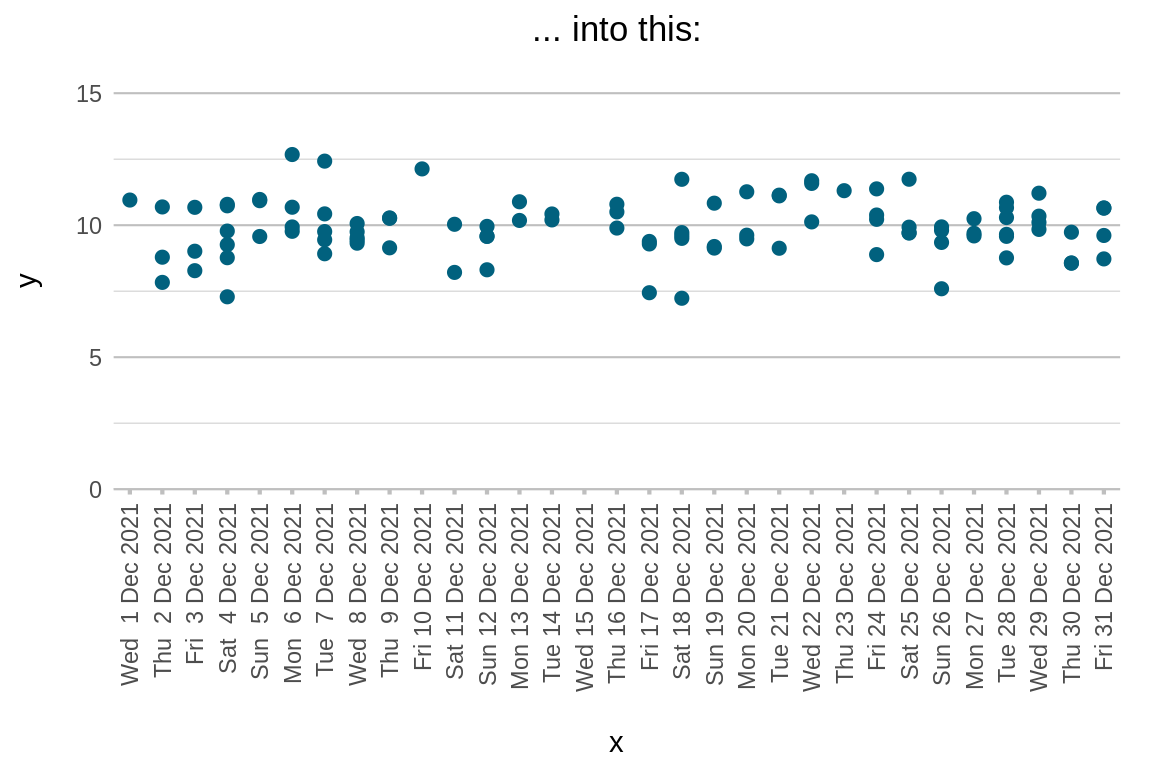 ... into this:
15
10
5
0
y
Wed  1 Dec 2021
Thu  2 Dec 2021
Fri  3 Dec 2021
Sat  4 Dec 2021
Sun  5 Dec 2021
Mon  6 Dec 2021
Tue  7 Dec 2021
Wed  8 Dec 2021
Thu  9 Dec 2021
Fri 10 Dec 2021
Sat 11 Dec 2021
Sun 12 Dec 2021
Mon 13 Dec 2021
Tue 14 Dec 2021
Wed 15 Dec 2021
Thu 16 Dec 2021
Fri 17 Dec 2021
Sat 18 Dec 2021
Sun 19 Dec 2021
Mon 20 Dec 2021
Tue 21 Dec 2021
Wed 22 Dec 2021
Thu 23 Dec 2021
Fri 24 Dec 2021
Sat 25 Dec 2021
Sun 26 Dec 2021
Mon 27 Dec 2021
Tue 28 Dec 2021
Wed 29 Dec 2021
Thu 30 Dec 2021
Fri 31 Dec 2021
x